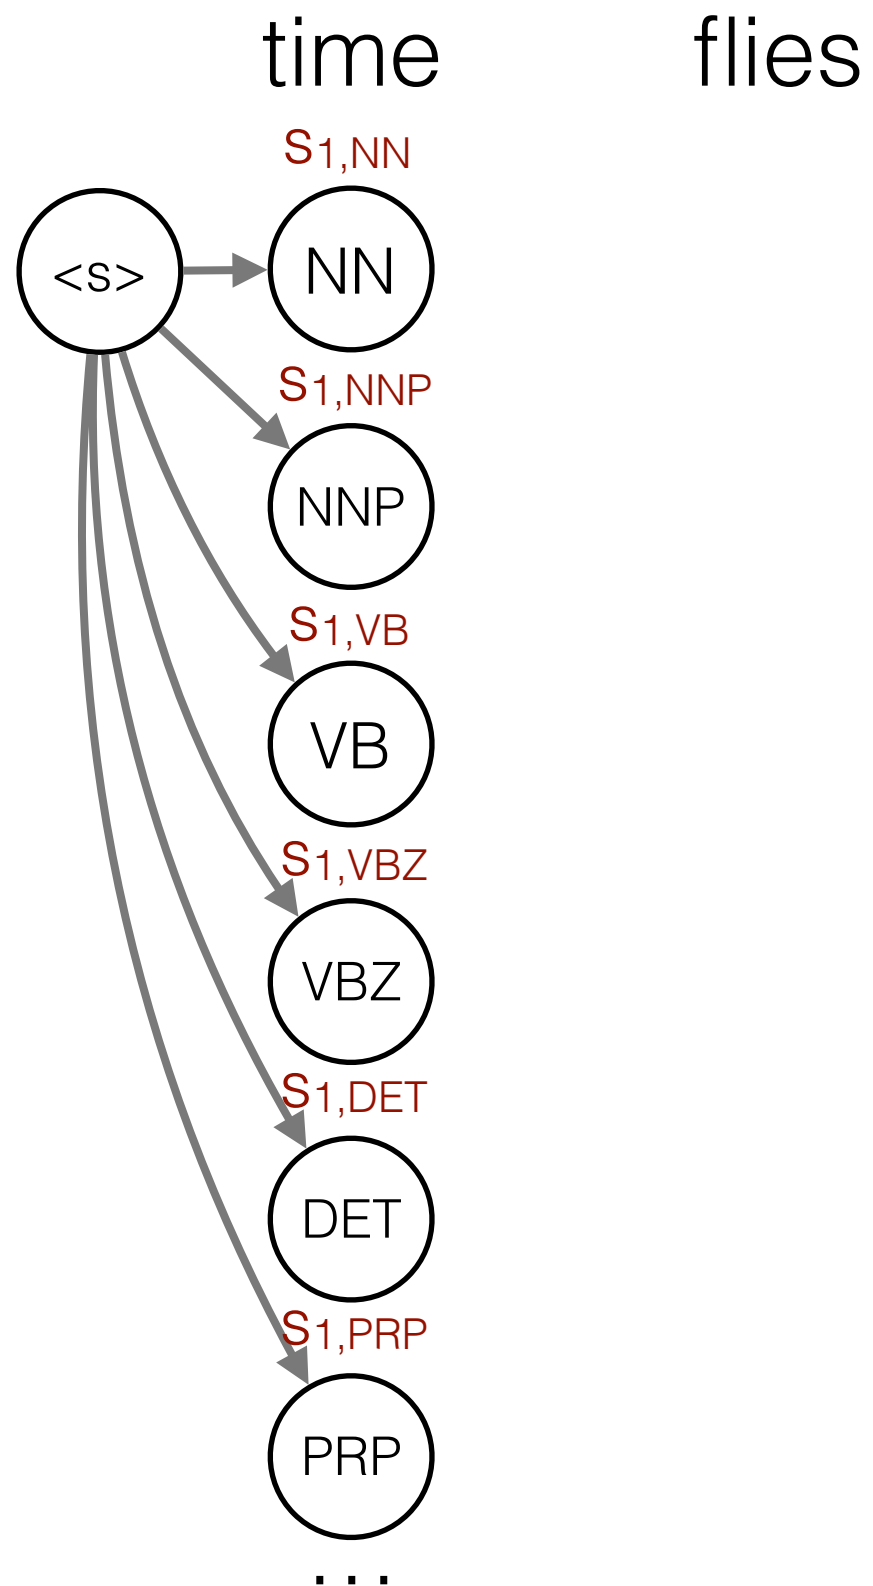 time flies
s1,NN
<s> NN
s1,NNP
NNP
s1,VB
VB
s1,VBZ
VBZ
s1,DET
DET
s1,PRP
PRP
...